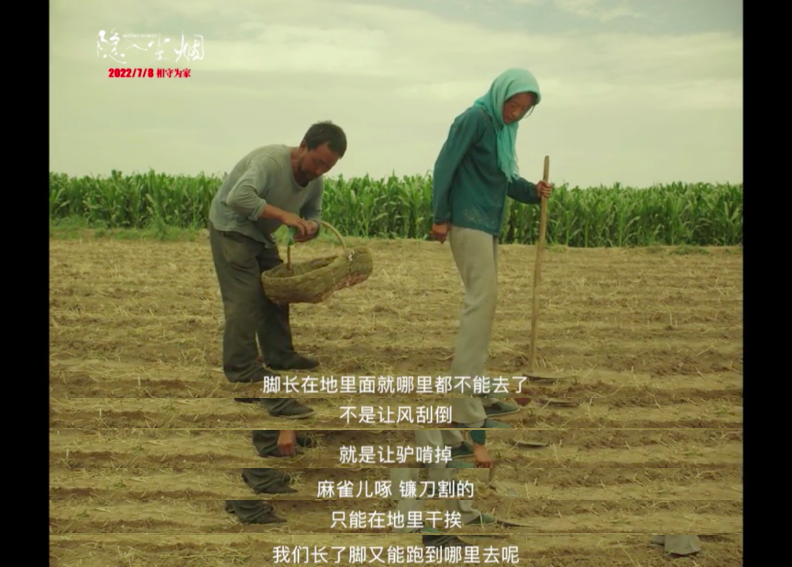 隐入尘烟
2022/7/8 相守为家
脚长在地里面就哪里都不能去了
不是让风刮倒
就是让驴啃掉
麻雀儿啄 镰刀割的
只能在地里干挨
我们长了脚又能跑到哪里去呢